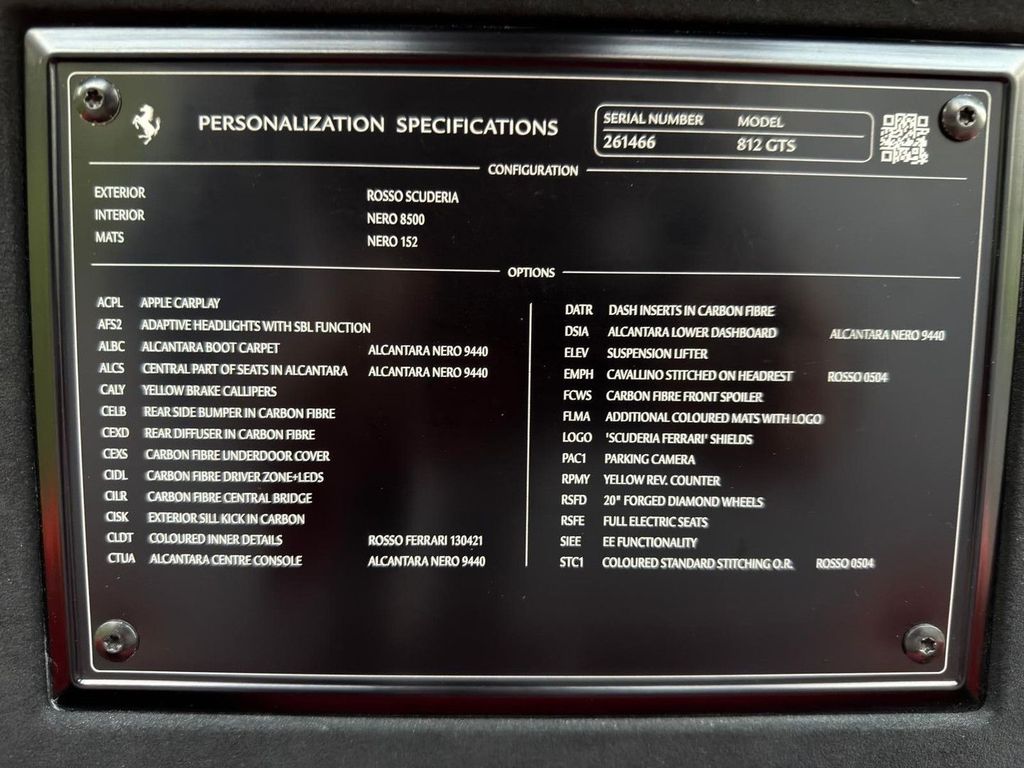 PERSONALIZATION SPECIFICATIONS
SERIAL NUMBER MODEL
261466 812 GTS
CONFIGURATION
EXTERIOR ROSSO SCUDERIA
INTERIOR NERO 8500
MATS NERO 152
OPTIONS
ACPL APPLE CARPLAY
AFS2 ADAPTIVE HEADLIGHTS WITH SBL FUNCTION
ALBC ALCANTARA BOOT CARPET ALCANTARA NERO 9440
ALCS CENTRAL PART OF SEATS IN ALCANTARA ALCANTARA NERO 9440
CALY YELLOW BRAKE CALLIPERS
CELB REAR SIDE BUMPER IN CARBON FIBRE
CEXD REAR DIFFUSER IN CARBON FIBRE
CEXS CARBON FIBRE UNDERDOOR COVER
CIDL CARBON FIBRE DRIVER ZONE+LEDS
CILR CARBON FIBRE CENTRAL BRIDGE
CISK EXTERIOR SILL KICK IN CARBON
CLDT COLOURED INNER DETAILS ROSSO FERRARI 130421
CTUA ALCANTARA CENTRE CONSOLE ALCANTARA NERO 9440
DATR DASH INSERTS IN CARBON FIBRE
DSIA ALCANTARA LOWER DASHBOARD ALCANTARA NERO 9440
ELEV SUSPENSION LIFTER
EMPH CAVALLINO STITCHED ON HEADREST ROSSO 0504
FCWS CARBON FIBRE FRONT SPOILER
FLMA ADDITIONAL COLOURED MATS WITH LOGO
LOGO 'SCUDERIA FERRARI' SHIELDS
PAC1 PARKING CAMERA
RPMY YELLOW REV. COUNTER
RSFD 20" FORGED DIAMOND WHEELS
RSFE FULL ELECTRIC SEATS
SIEE EE FUNCTIONALITY
STC1 COLOURED STANDARD STITCHING O.R. ROSSO 0504